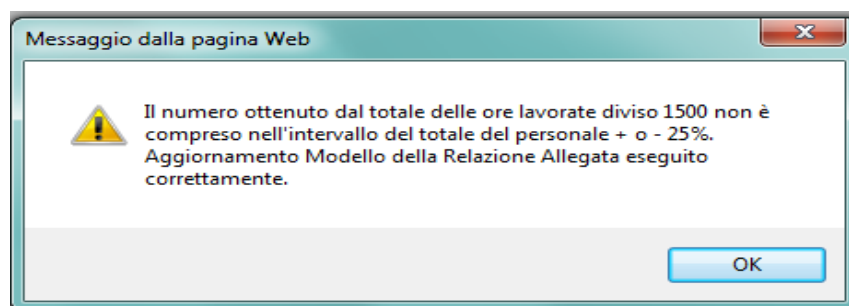 Messaggio dalla pagina Web
Il numero ottenuto dal totale delle ore lavorate diviso 1500 non è
compreso nell'intervallo del totale del personale + o - 25%.
Aggiornamento Modello della Relazione Allegata eseguito
correttamente.
OK